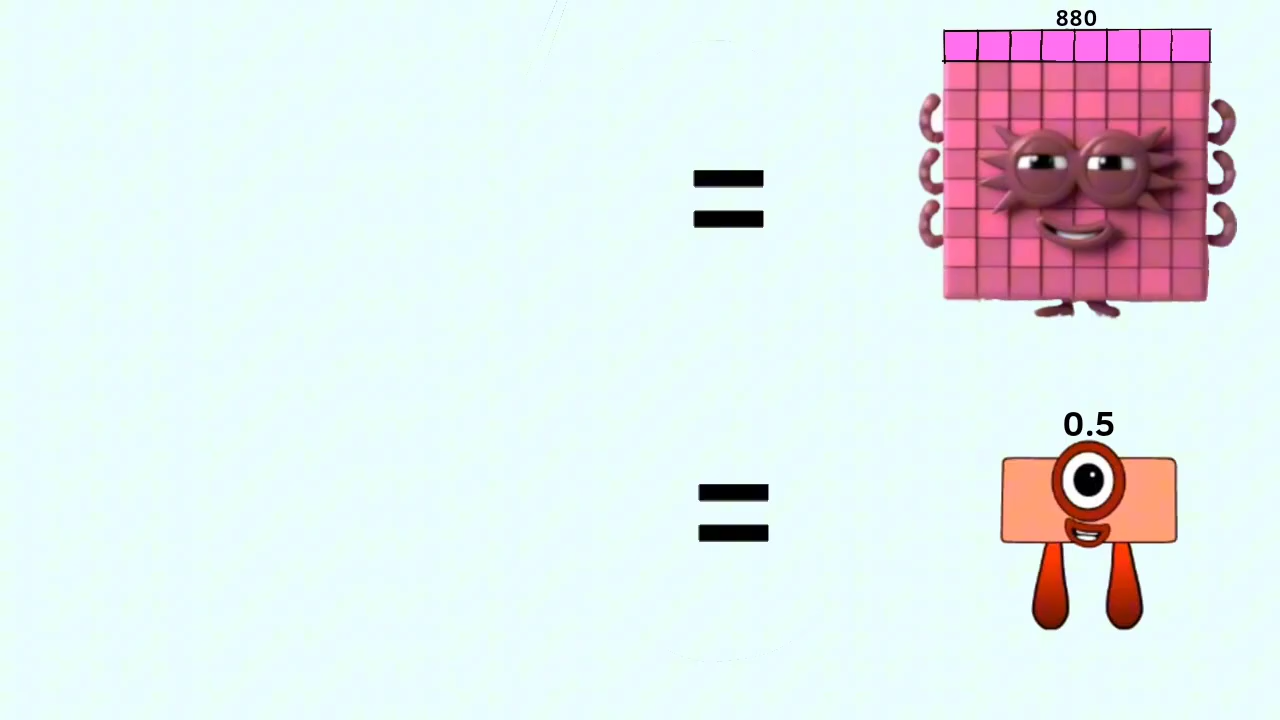 880
=
=
0.5